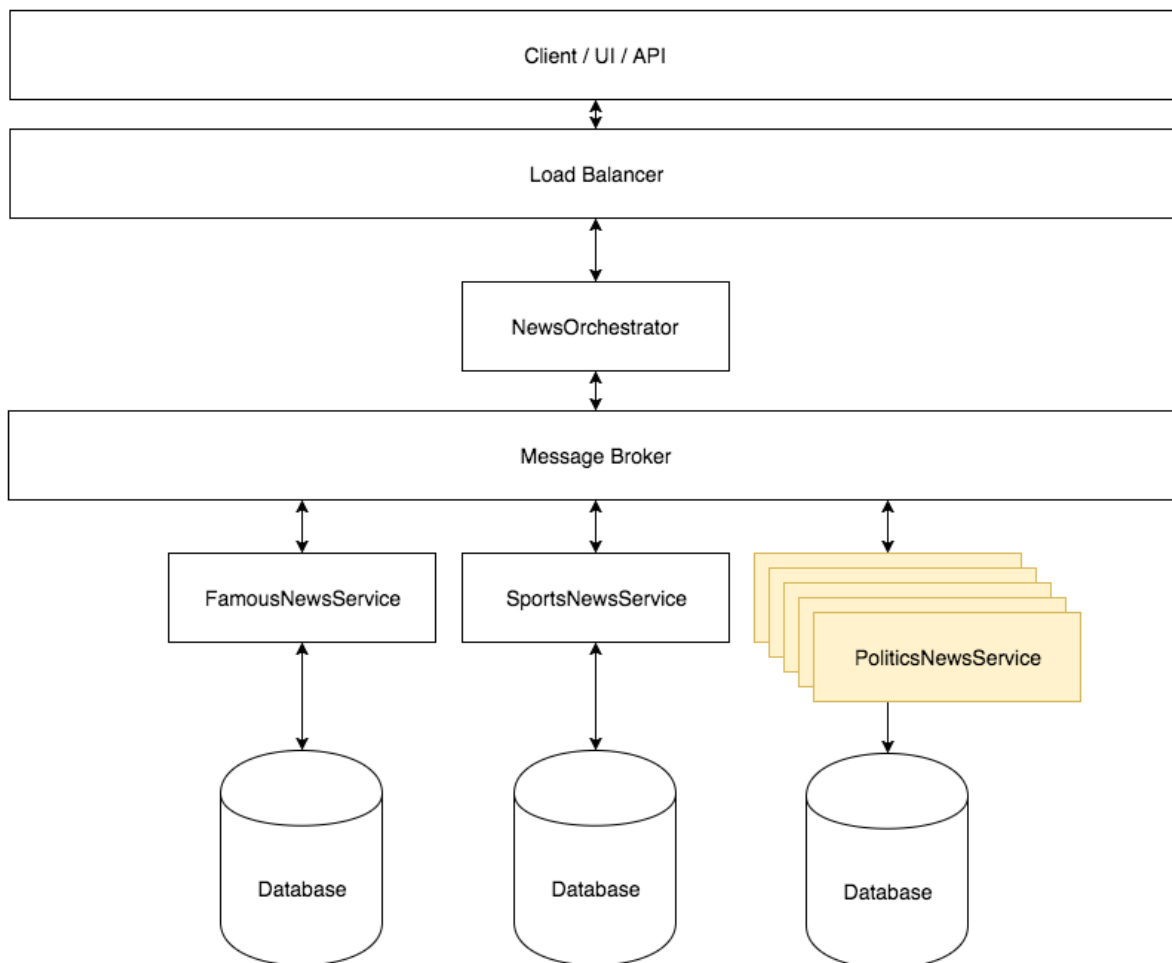 Client / UI / API
Load Balancer
NewsOrchestrator
Message Broker
FamousNewsService
SportsNewsService
PoliticsNewsService
Database
Database
Database